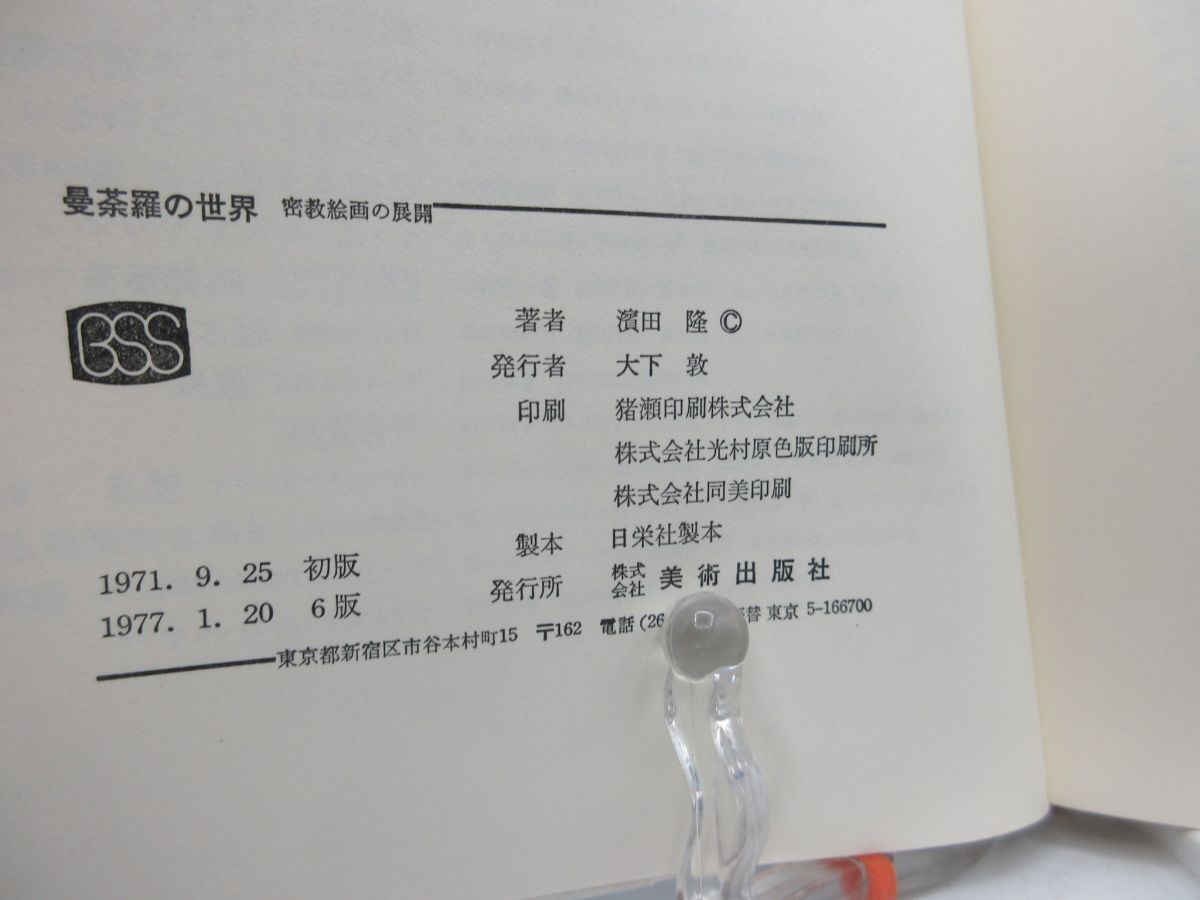 曼荼羅の世界 密教絵画の展開
BSS
著者 濱田 隆 ©
発行者 大下 敦
印刷 猪瀬印刷株式会社
株式会社光村原色版印刷所
株式会社同美印刷
製本 日栄社製本
発行所 株式会社 美術出版社
1971. 9. 25 初版
1977. 1. 20 6版
東京都新宿区市谷本村町15 〒162 電話(26 替 東京 5-166700